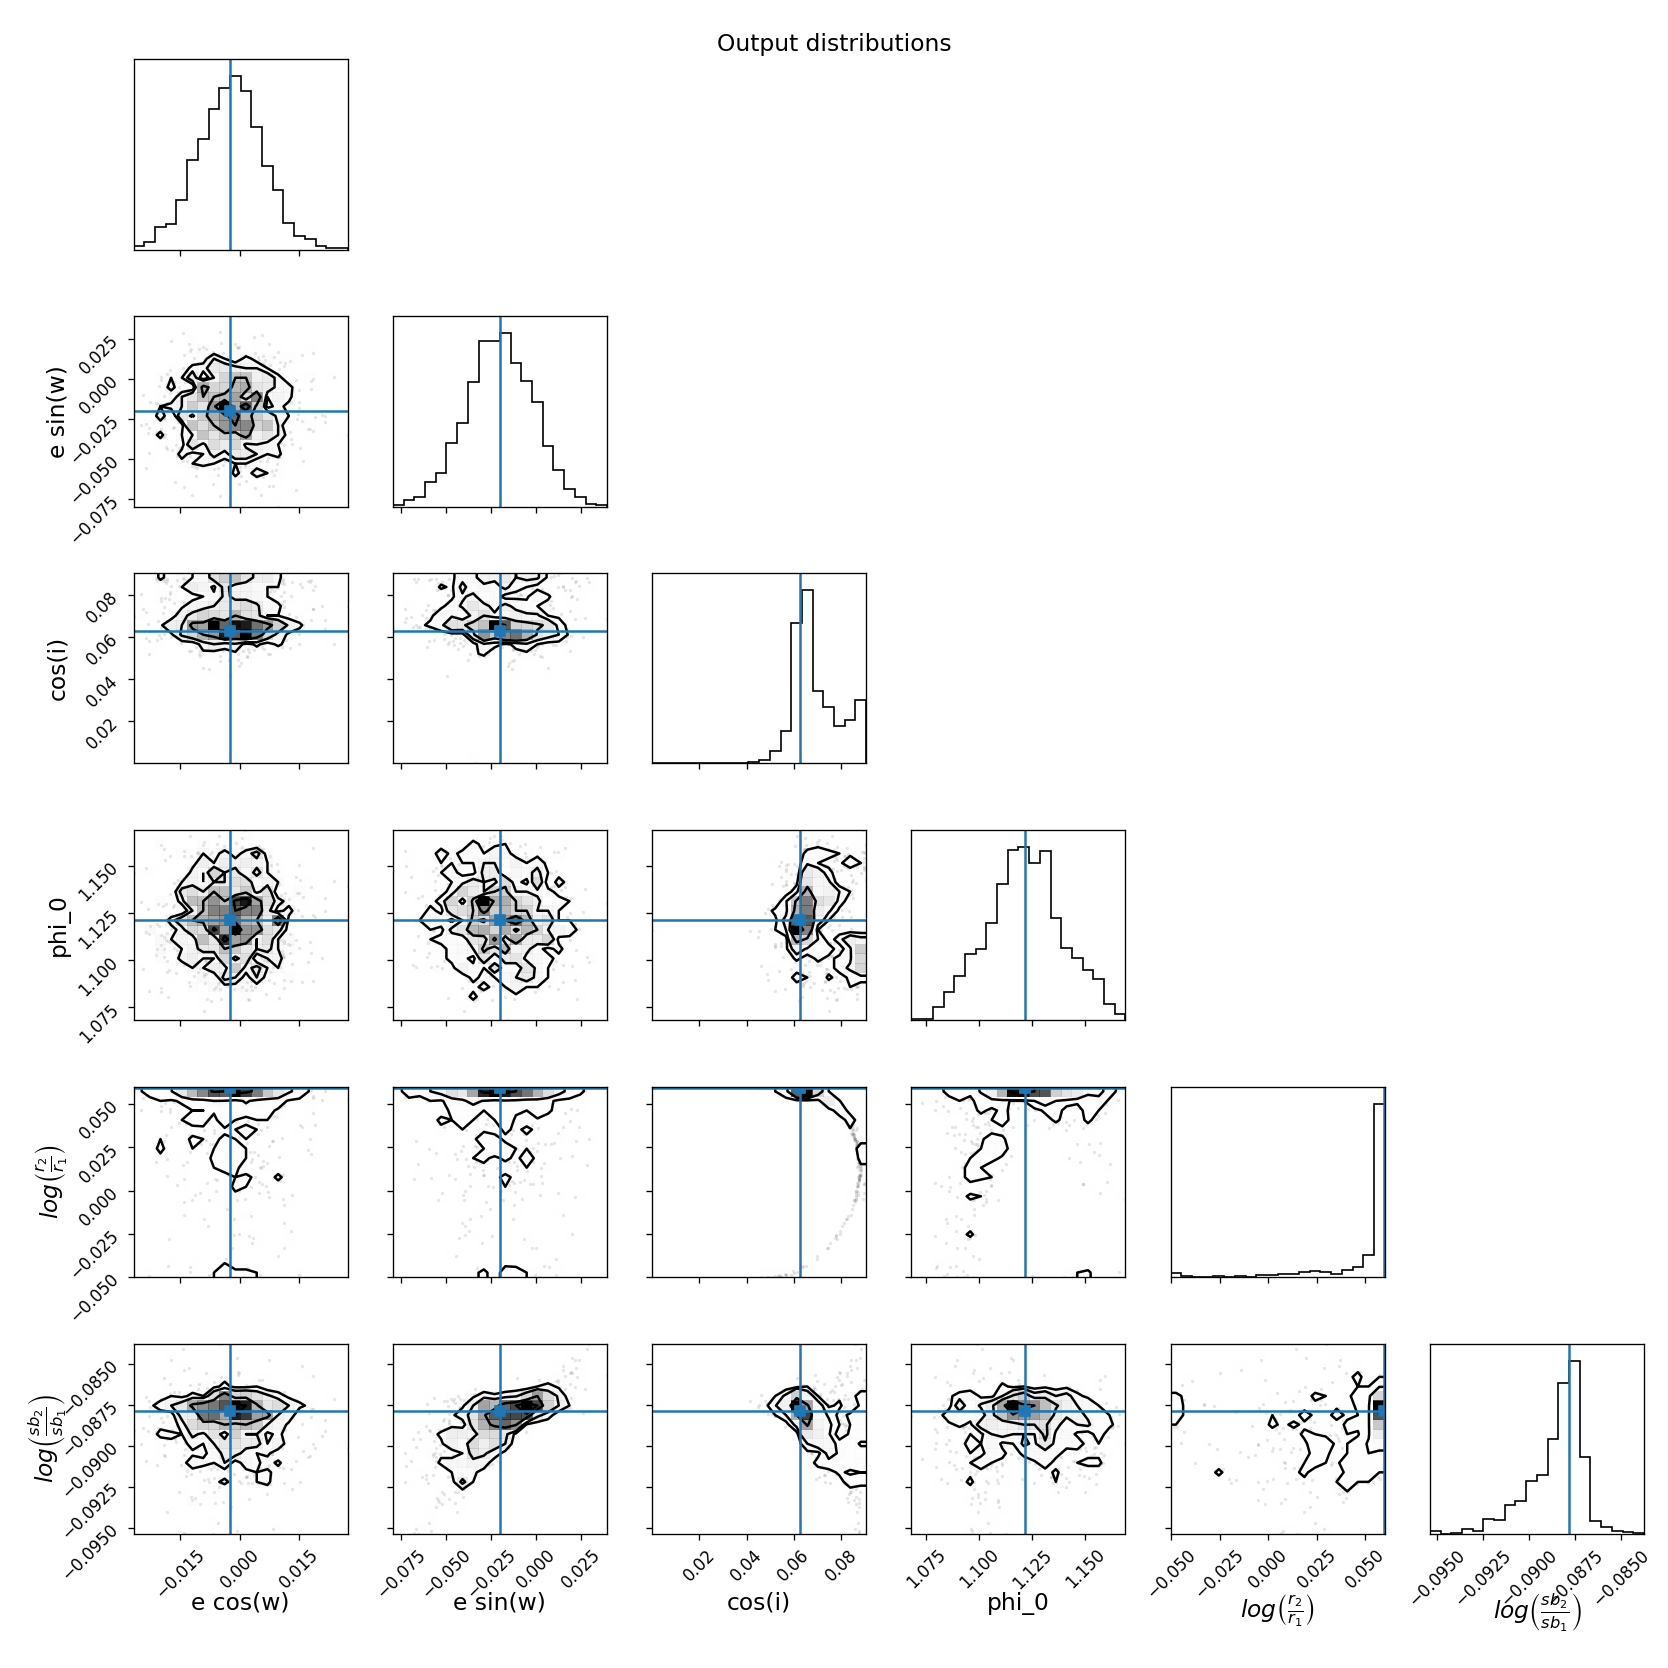 Output distributions
e sin(w)
0.025
0.000
−0.025
−0.050
−0.075
cos(i)
0.08
0.06
0.04
0.02
phi_0
1.150
1.125
1.100
1.075
log(r₂/r₁)
0.050
0.025
0.000
−0.025
−0.050
log(sb₂/sb₁)
−0.0850
−0.0875
−0.0900
−0.0925
−0.0950
−0.015 0.000 0.015
e cos(w)
−0.075 −0.050 −0.025 0.000 0.025
e sin(w)
0.02 0.04 0.06 0.08
cos(i)
1.075 1.100 1.125 1.150
phi_0
−0.050 −0.025 0.000 0.025 0.050
log(r₂/r₁)
−0.0950 −0.0925 −0.0900 −0.0875 −0.0850
log(sb₂/sb₁)